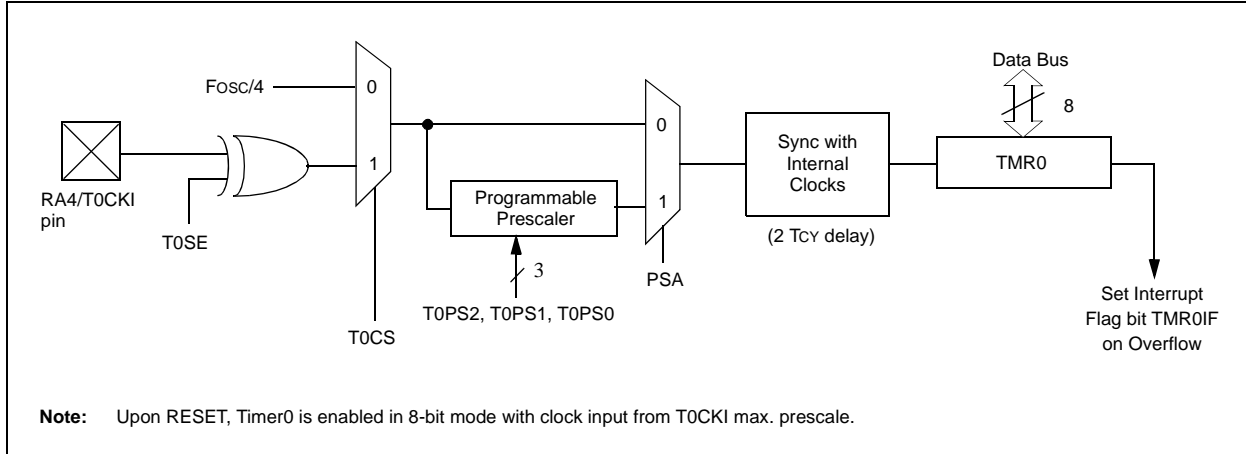 Data Bus
FOSC/4
0
8
0
Sync with
Internal
Clocks
TMR0
1
RA4/T0CKI
pin
Programmable
Prescaler
1
T0SE
(2 TCY delay)
3
PSA
T0PS2, T0PS1, T0PS0
T0CS
Set Interrupt
Flag bit TMR0IF
on Overflow
Note: Upon RESET, Timer0 is enabled in 8-bit mode with clock input from T0CKI max. prescale.